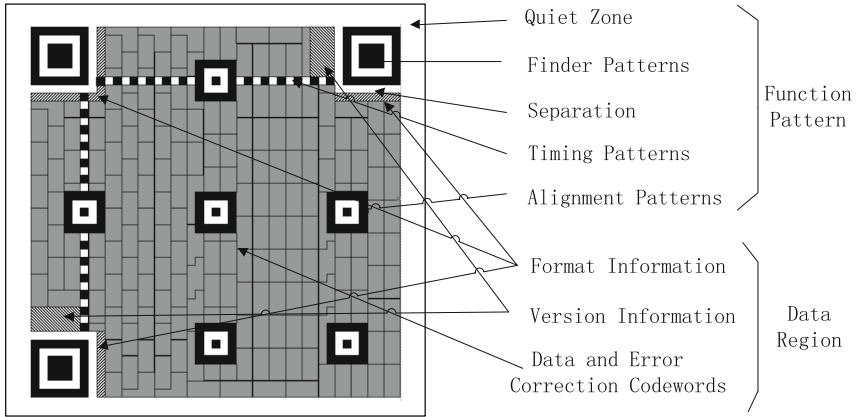 Quiet Zone
Finder Patterns
Separation
Timing Patterns
Alignment Patterns
Function
Pattern
Format Information
Version Information
Data and Error
Correction Codewords
Data
Region